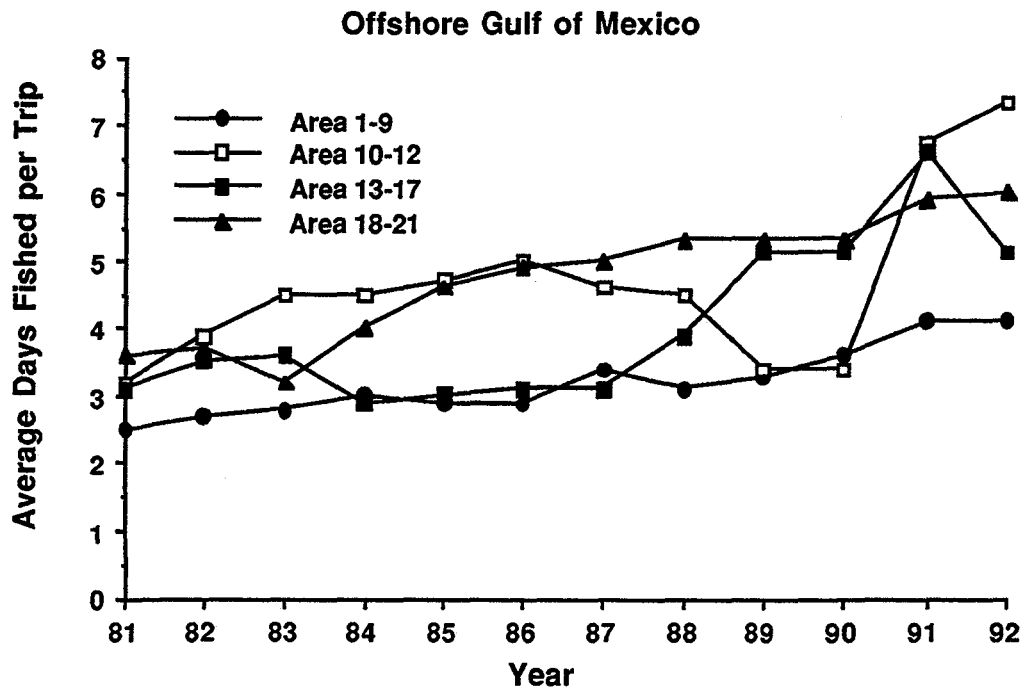 Offshore Gulf of Mexico
Average Days Fished per Trip
8
7
6
5
4
3
2
1
0
Area 1-9
Area 10-12
Area 13-17
Area 18-21
81 82 83 84 85 86 87 88 89 90 91 92
Year